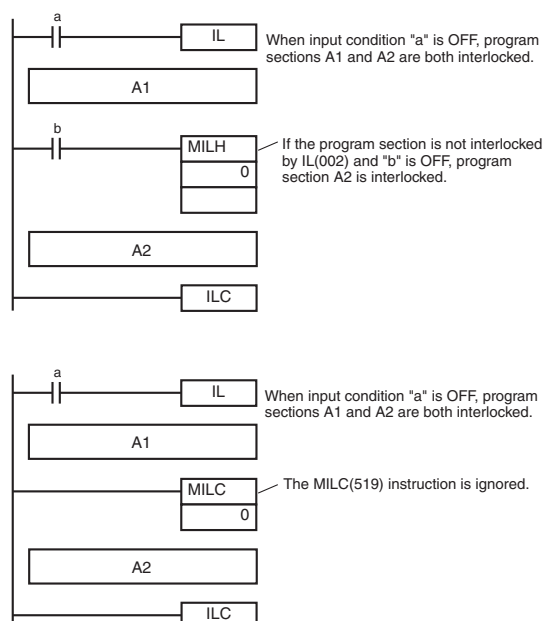 a
IL
When input condition "a" is OFF, program
sections A1 and A2 are both interlocked.
A1
b
MILH
0
If the program section is not interlocked
by IL(002) and "b" is OFF, program
section A2 is interlocked.
A2
ILC
a
IL
When input condition "a" is OFF, program
sections A1 and A2 are both interlocked.
A1
MILC
0
The MILC(519) instruction is ignored.
A2
ILC